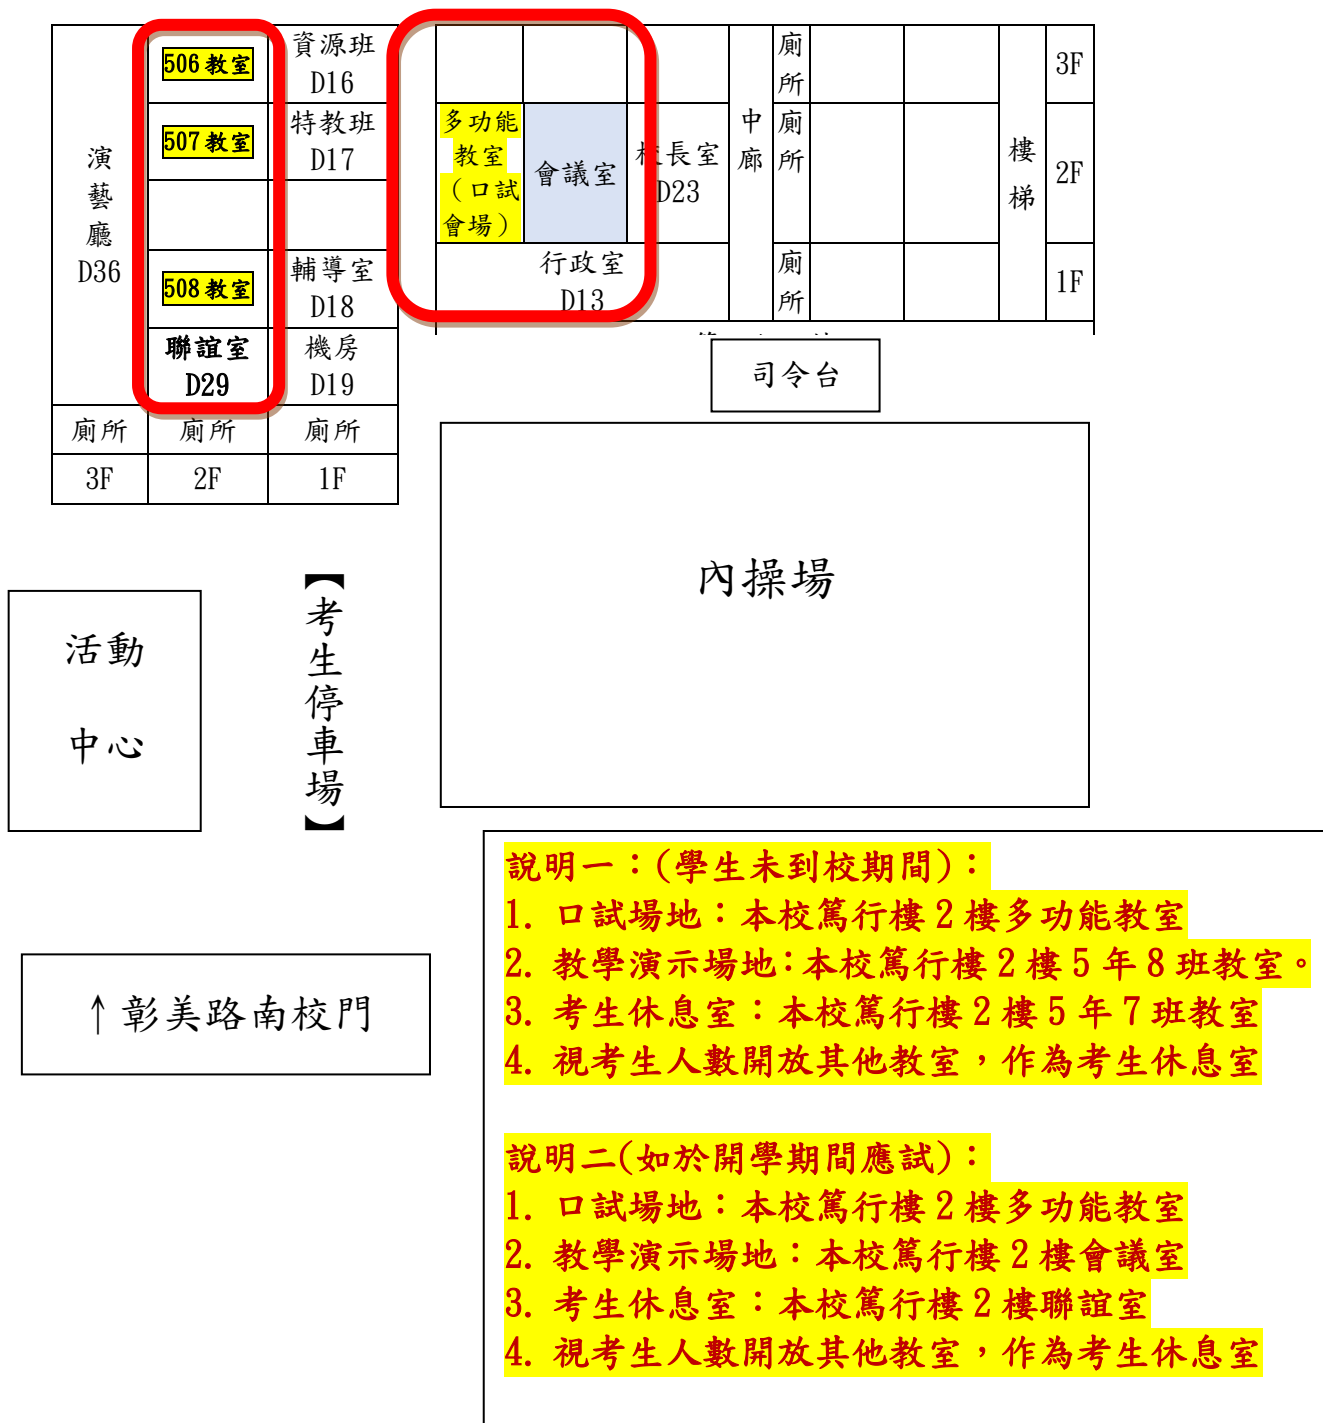 506教室
資源班
D16
507教室
特教班
D17
演
藝
廳
D36
508教室
輔導室
D18
聯誼室
D29
機房
D19
廁所
廁所
廁所
3F
2F
1F
廁
所
3F
多功能
教室
（口試
會場）
會議室
校長室
D23
中
廊
廁
所
樓
梯
2F
行政室
D13
廁
所
1F
司令台
內操場
活動
中心
【考生停車場】
↑彰美路南校門
說明一：(學生未到校期間)：
1. 口試場地：本校篤行樓2樓多功能教室
2. 教學演示場地：本校篤行樓2樓5年8班教室。
3. 考生休息室：本校篤行樓2樓5年7班教室
4. 視考生人數開放其他教室，作為考生休息室
說明二(如於開學期間應試)：
1. 口試場地：本校篤行樓2樓多功能教室
2. 教學演示場地：本校篤行樓2樓會議室
3. 考生休息室：本校篤行樓2樓聯誼室
4. 視考生人數開放其他教室，作為考生休息室